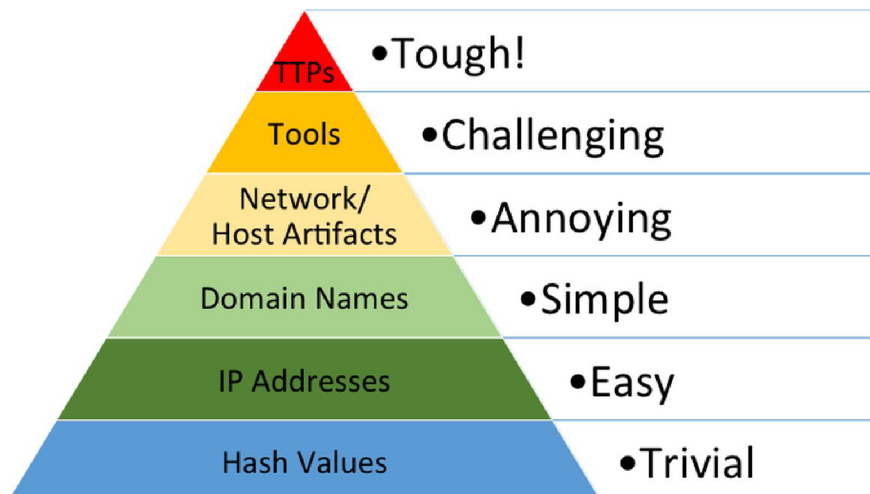 TTPs
•Tough!
Tools
•Challenging
Network/
Host Artifacts
•Annoying
Domain Names
•Simple
IP Addresses
•Easy
Hash Values
•Trivial